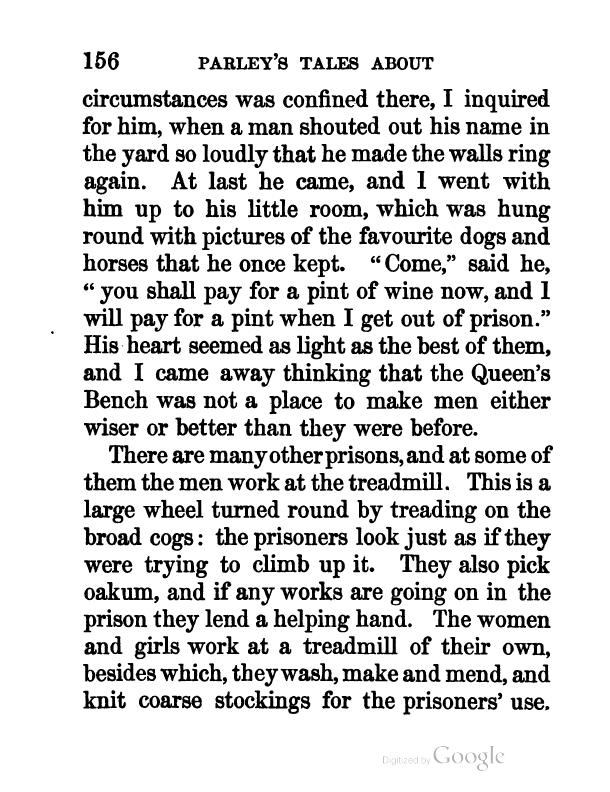 156 PARLEY'S TALES ABOUT
circumstances was confined there, I inquired
for him, when a man shouted out his name in
the yard so loudly that he made the walls ring
again. At last he came, and I went with
him up to his little room, which was hung
round with pictures of the favourite dogs and
horses that he once kept. "Come," said he,
"you shall pay for a pint of wine now, and I
will pay for a pint when I get out of prison."
His heart seemed as light as the best of them,
and I came away thinking that the Queen's
Bench was not a place to make men either
wiser or better than they were before.
There are many other prisons, and at some of
them the men work at the treadmill. This is a
large wheel turned round by treading on the
broad cogs: the prisoners look just as if they
were trying to climb up it. They also pick
oakum, and if any works are going on in the
prison they lend a helping hand. The women
and girls work at a treadmill of their own,
besides which, they wash, make and mend, and
knit coarse stockings for the prisoners' use.
Digitized by Google